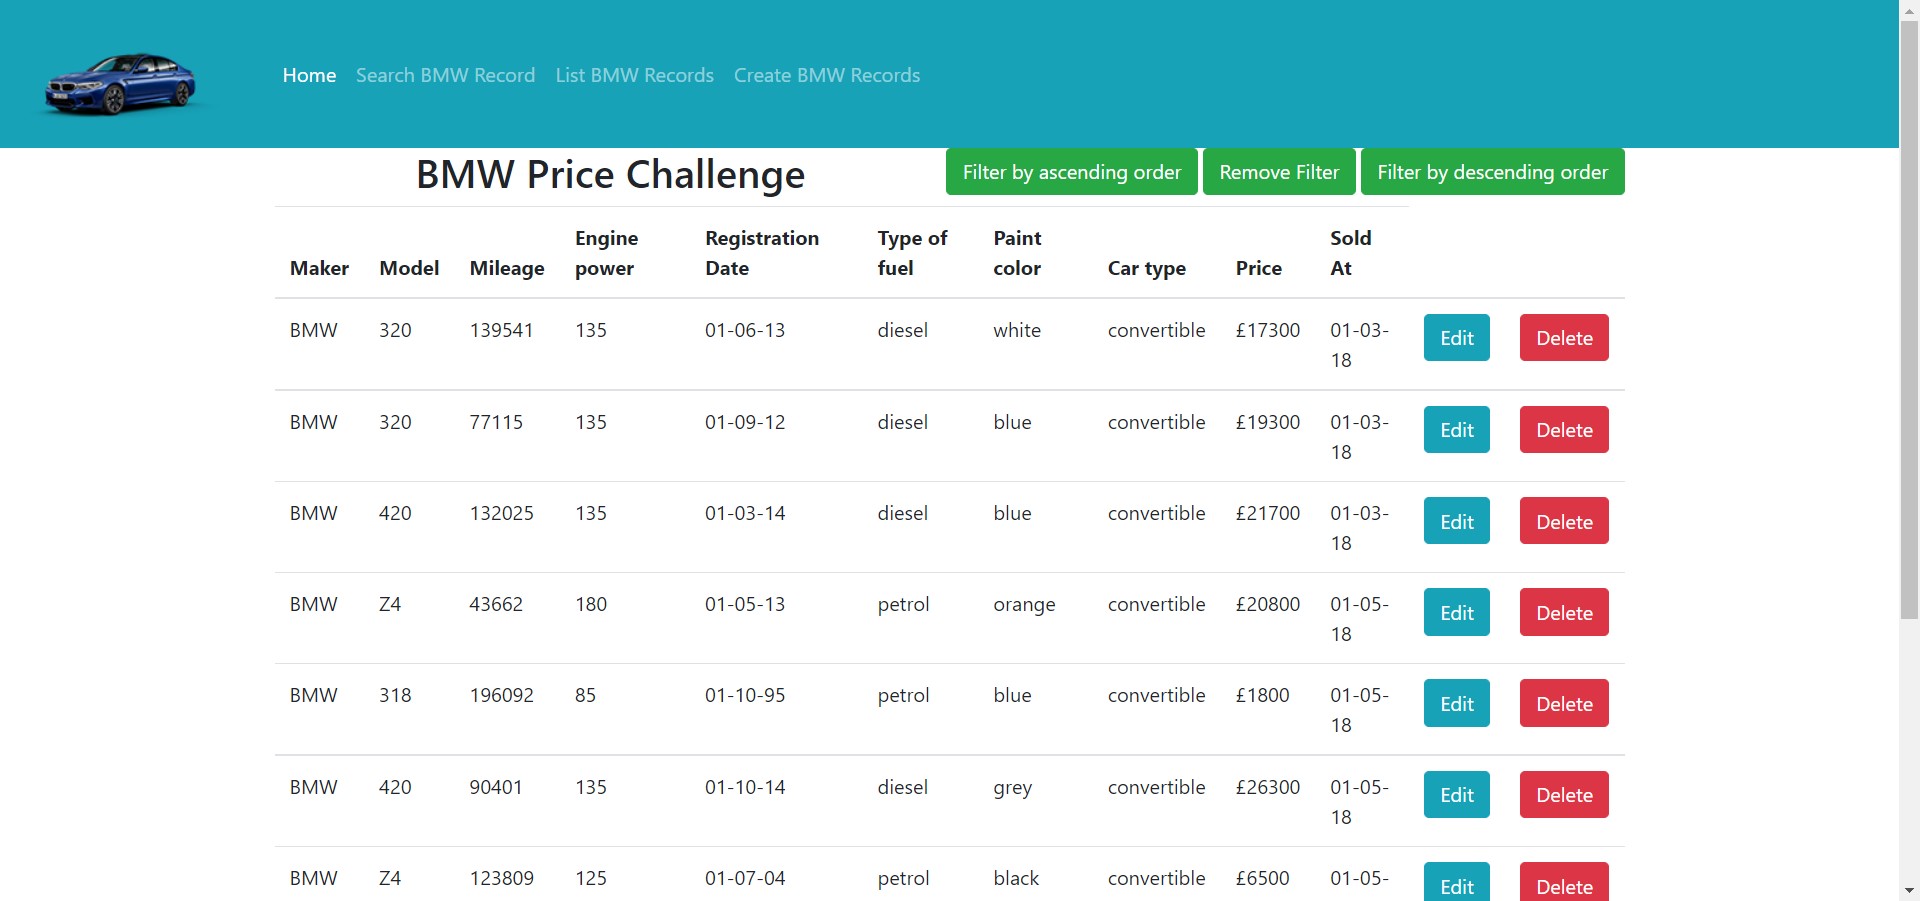 Home Search BMW Record List BMW Records Create BMW Records
BMW Price Challenge Filter by ascending order Remove Filter Filter by descending order
Maker Model Mileage Engine power Registration Date Type of fuel Paint color Car type Price Sold At
BMW 320 139541 135 01-06-13 diesel white convertible £17300 01-03-18 Edit Delete
BMW 320 77115 135 01-09-12 diesel blue convertible £19300 01-03-18 Edit Delete
BMW 420 132025 135 01-03-14 diesel blue convertible £21700 01-03-18 Edit Delete
BMW Z4 43662 180 01-05-13 petrol orange convertible £20800 01-05-18 Edit Delete
BMW 318 196092 85 01-10-95 petrol blue convertible £1800 01-05-18 Edit Delete
BMW 420 90401 135 01-10-14 diesel grey convertible £26300 01-05-18 Edit Delete
BMW Z4 123809 125 01-07-04 petrol black convertible £6500 01-05- Edit Delete